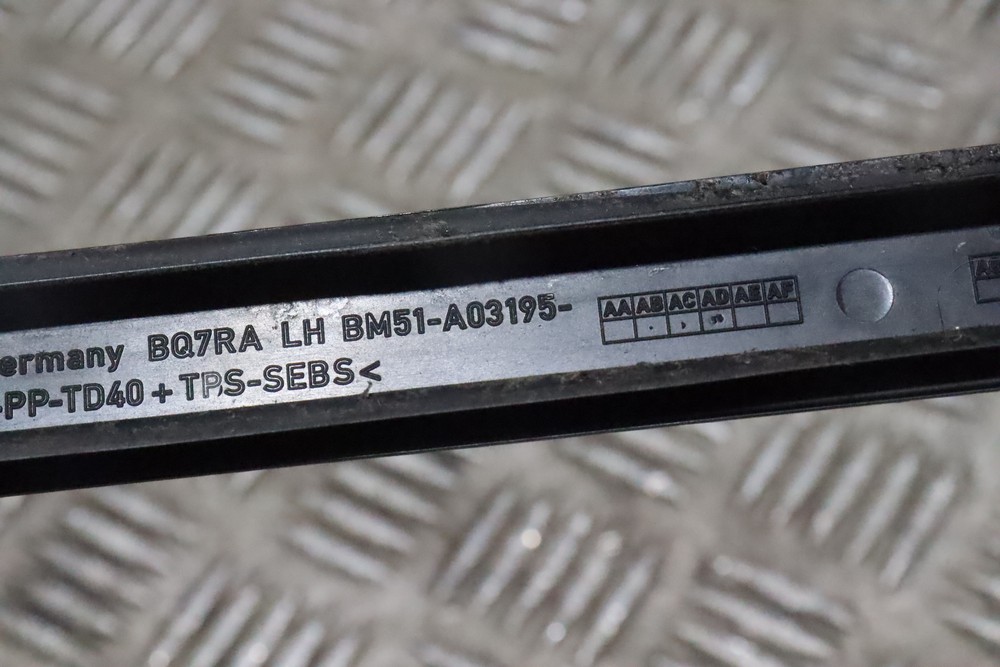 ermany BQ7RA LH BM51-A03195-
PP-TD40+TPS-SEBS<
AA AB AC AD AE AF